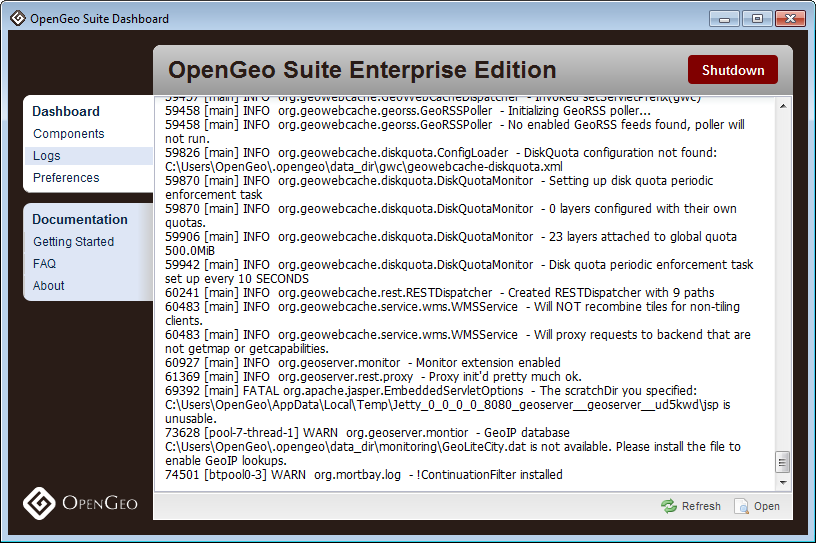 OpenGeo Suite Dashboard
OpenGeo Suite Enterprise Edition
Shutdown
Dashboard
Components
Logs
Preferences
Documentation
Getting Started
FAQ
About
59457 [main] INFO org.geowebcache.GeoWebCacheDispatcher - Invoked setServletPrefix(gwc)
59458 [main] INFO org.geowebcache.georss.GeoRSSPoller - Initializing GeoRSS poller...
59458 [main] INFO org.geowebcache.georss.GeoRSSPoller - No enabled GeoRSS feeds found, poller will
not run.
59826 [main] INFO org.geowebcache.diskquota.ConfigLoader - DiskQuota configuration not found:
C:\Users\OpenGeo\.opengeo\data_dir\gwc\geowebcache-diskquota.xml
59870 [main] INFO org.geowebcache.diskquota.DiskQuotaMonitor - Setting up disk quota periodic
enforcement task
59870 [main] INFO org.geowebcache.diskquota.DiskQuotaMonitor - 0 layers configured with their own
quotas.
59906 [main] INFO org.geowebcache.diskquota.DiskQuotaMonitor - 23 layers attached to global quota
500.0MiB
59942 [main] INFO org.geowebcache.diskquota.DiskQuotaMonitor - Disk quota periodic enforcement task
set up every 10 SECONDS
60241 [main] INFO org.geowebcache.rest.RESTDispatcher - Created RESTDispatcher with 9 paths
60483 [main] INFO org.geowebcache.service.wms.WMSService - Will NOT recombine tiles for non-tiling
clients.
60483 [main] INFO org.geowebcache.service.wms.WMSService - Will proxy requests to backend that are
not getmap or getcapabilities.
60927 [main] INFO org.geoserver.monitor - Monitor extension enabled
61369 [main] INFO org.geoserver.rest.proxy - Proxy init'd pretty much ok.
69392 [main] FATAL org.apache.jasper.EmbeddedServletOptions - The scratchDir you specified:
C:\Users\OpenGeo\AppData\Local\Temp\Jetty_0_0_0_0_8080_geoserver__geoserver__ud5kwd\jsp is
unusable.
73628 [pool-7-thread-1] WARN org.geoserver.montior - GeoIP database
C:\Users\OpenGeo\.opengeo\data_dir\monitoring\GeoLiteCity.dat is not available. Please install the file to
enable GeoIP lookups.
74501 [btpool0-3] WARN org.mortbay.log - !ContinuationFilter installed
OPENGEO
Refresh
Open